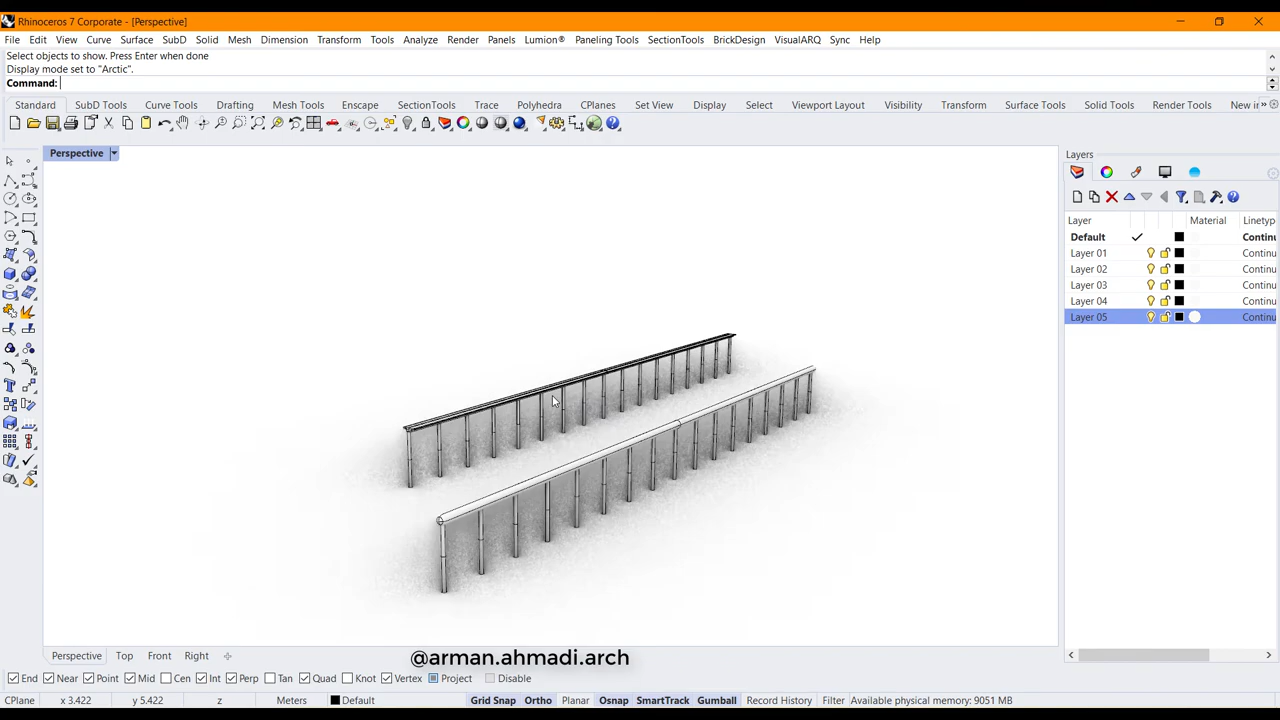 Rhinoceros 7 Corporate - [Perspective]
File Edit View Curve Surface SubD Solid Mesh Dimension Transform Tools Analyze Render Panels Lumion® Paneling Tools SectionTools BrickDesign VisualARQ Sync Help
Select objects to show. Press Enter when done
Display mode set to "Arctic".
Command:
Standard SubD Tools Curve Tools Drafting Mesh Tools Enscape SectionTools Trace Polyhedra CPlanes Set View Display Select Viewport Layout Visibility Transform Surface Tools Solid Tools Render Tools New in »
Perspective
Layers
Layer Material Linetyp
Default Contin
Layer 01 Continu
Layer 02 Continu
Layer 03 Continu
Layer 04 Continu
Layer 05 Continu
Perspective Top Front Right
@arman.ahmadi.arch
End Near Point Mid Cen Int Perp Tan Quad Knot Vertex Project Disable
CPlane x 3.422 y 5.422 z Meters Default Grid Snap Ortho Planar Osnap SmartTrack Gumball Record History Filter Available physical memory: 9051 MB